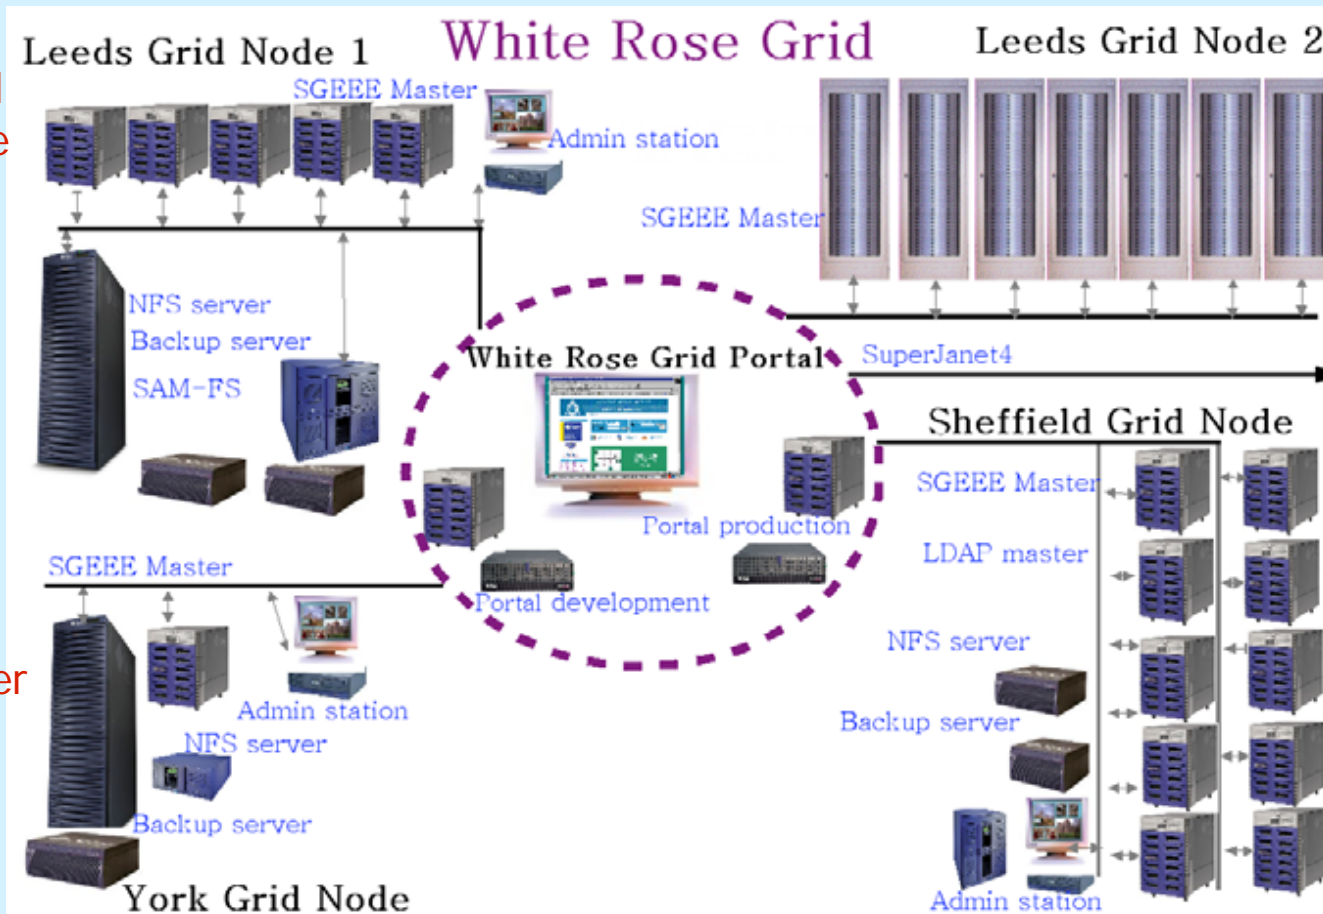 White Rose Grid
Leeds Grid Node 1
SGEEE Master
Admin station
NFS server
Backup server
SAM-FS
Leeds Grid Node 2
SGEEE Master
White Rose Grid Portal
SuperJanet4
Portal production
Portal development
Sheffield Grid Node
SGEEE Master
LDAP master
NFS server
Backup server
Admin station
SGEEE Master
Admin station
NFS server
Backup server
York Grid Node
e
er